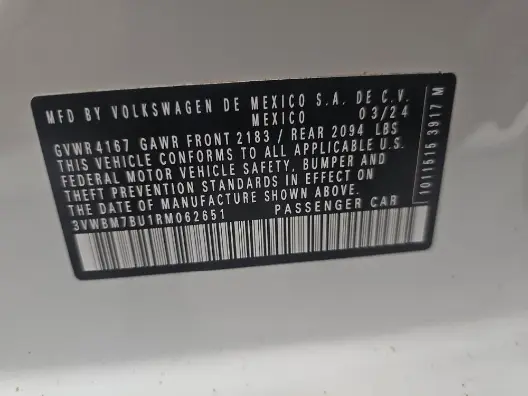 MFD BY VOLKSWAGEN DE MEXICO S.A. DE C.V.
MEXICO 03/24
GVWR 4167 GAWR FRONT 2183 / REAR 2094 LBS
THIS VEHICLE CONFORMS TO ALL APPLICABLE U.S.
FEDERAL MOTOR VEHICLE SAFETY, BUMPER AND
THEFT PREVENTION STANDARDS IN EFFECT ON
THE DATE OF MANUFACTURE SHOWN ABOVE.
3VWBM7BU1RM062651 PASSENGER CAR
1011515 3917 M